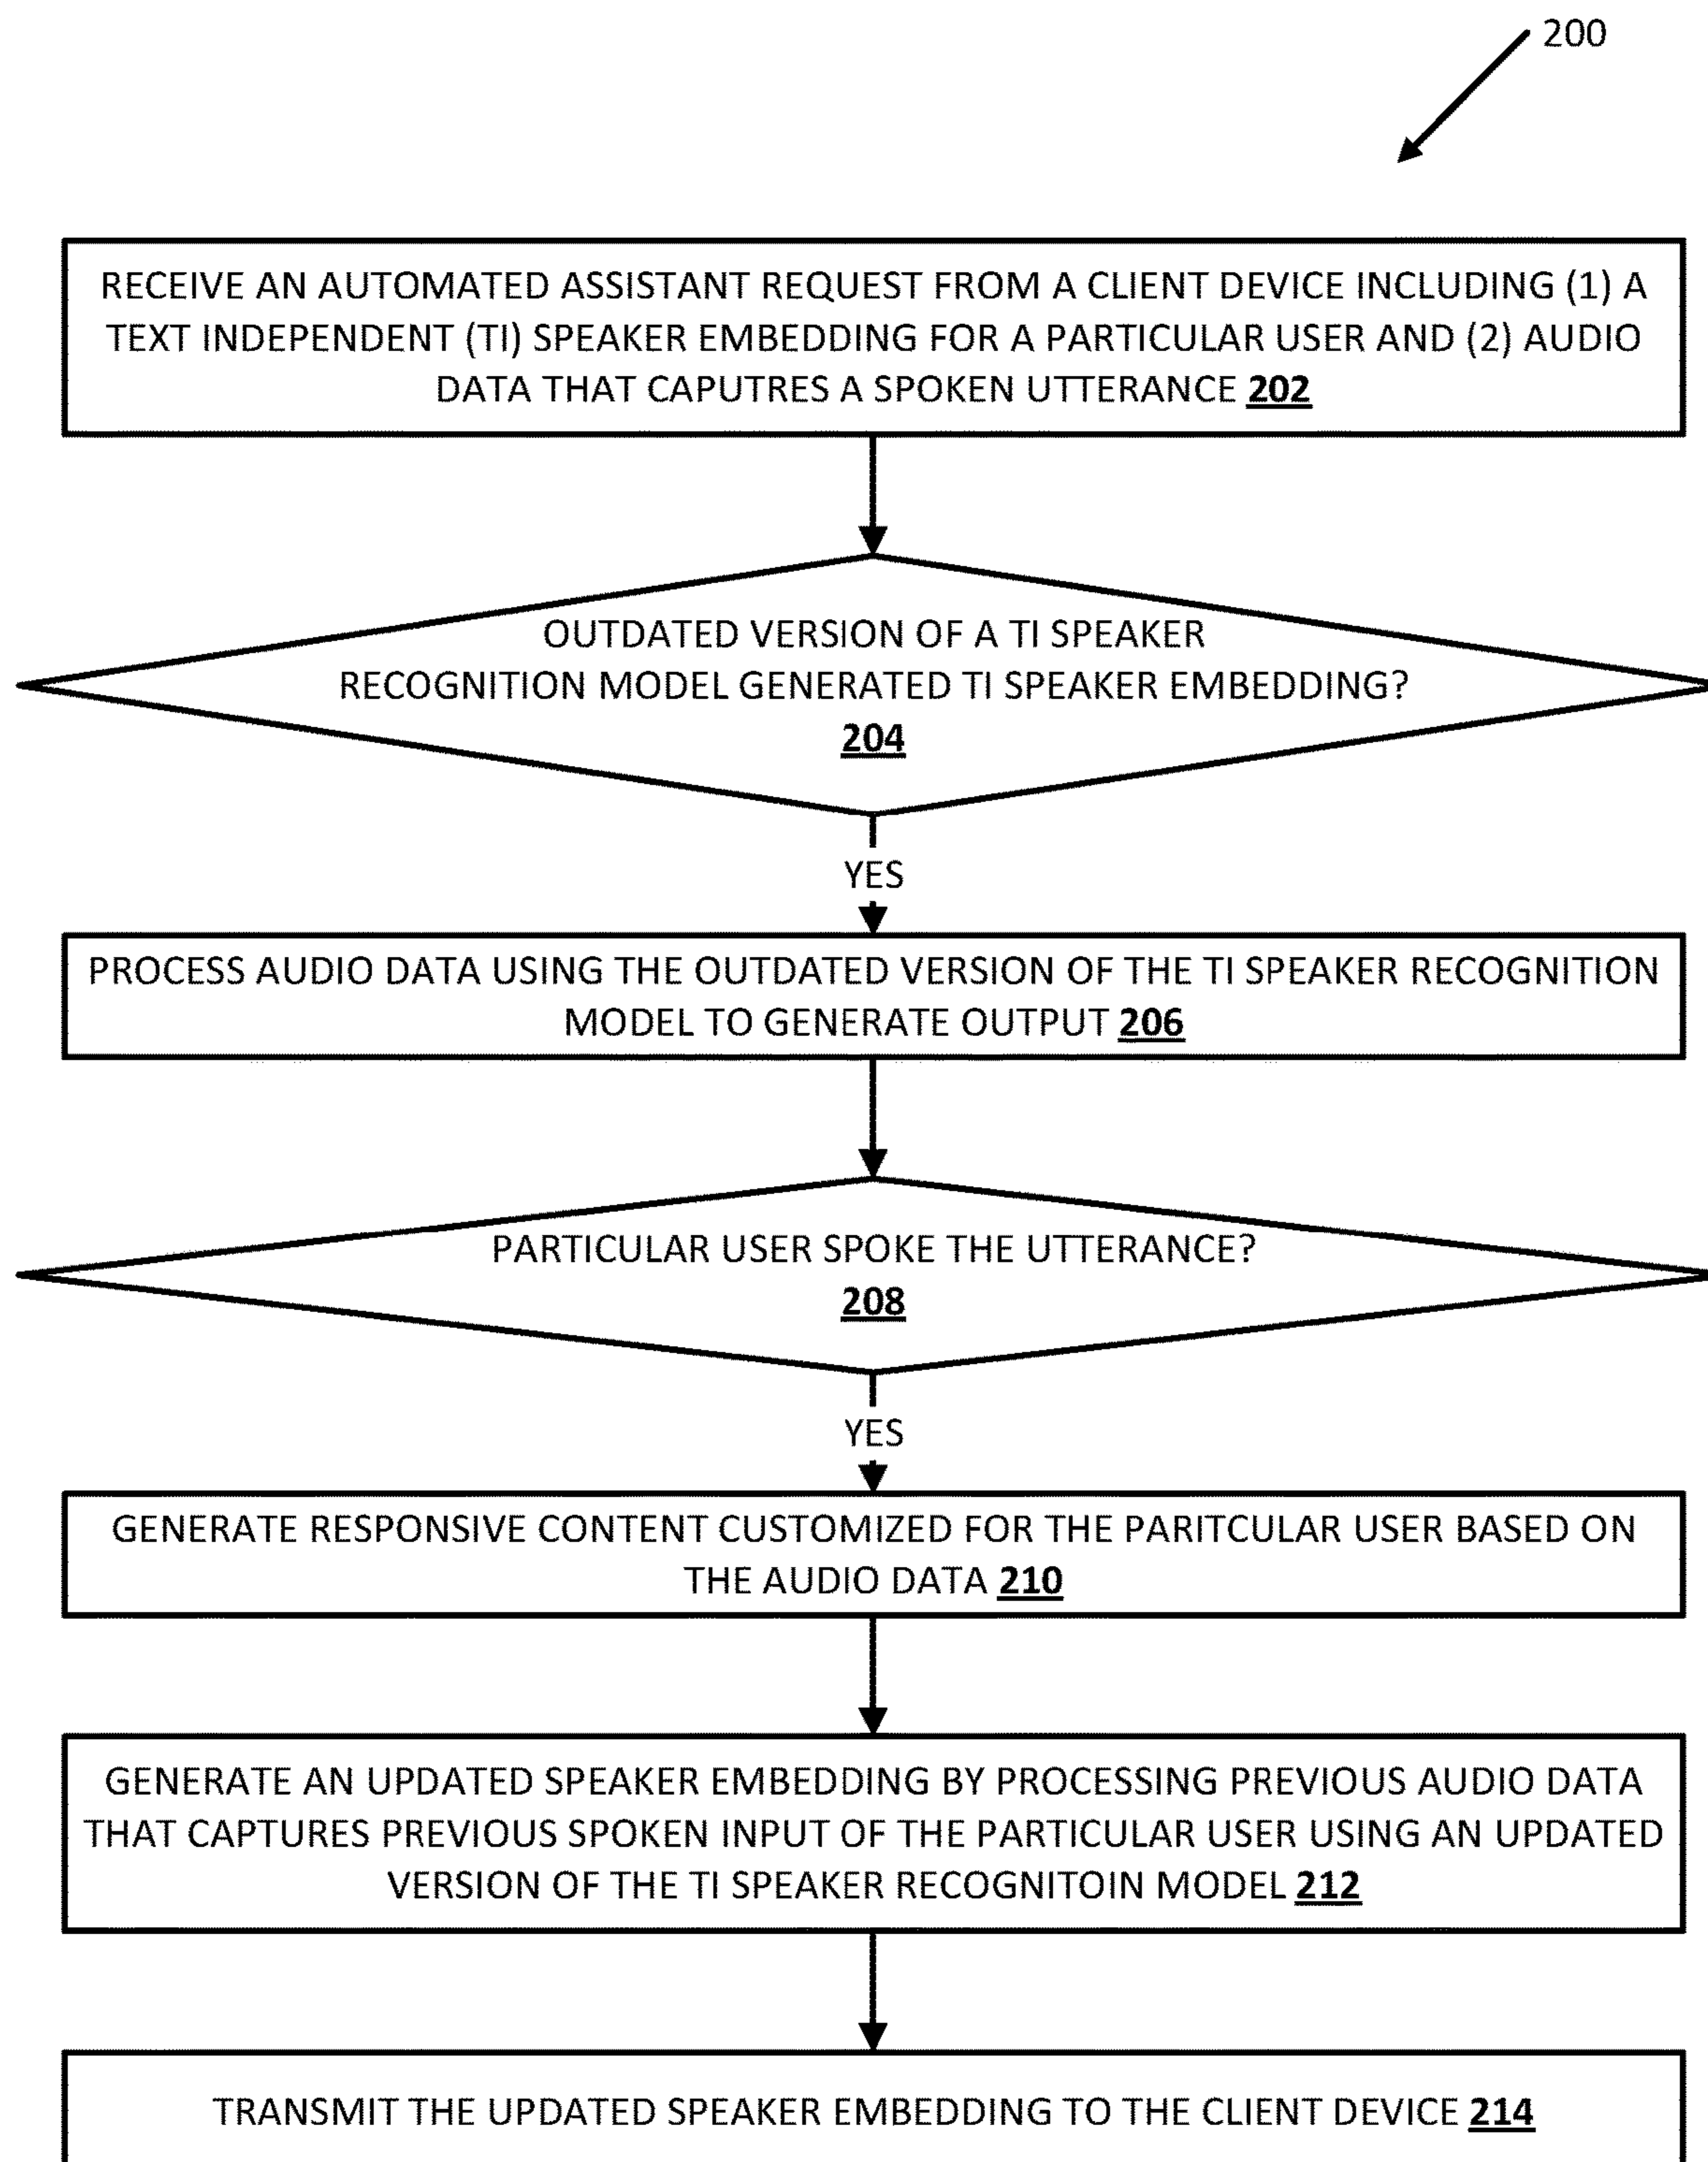 200
RECEIVE AN AUTOMATED ASSISTANT REQUEST FROM A CLIENT DEVICE INCLUDING (1) A
TEXT INDEPENDENT (TI) SPEAKER EMBEDDING FOR A PARTICULAR USER AND (2) AUDIO
DATA THAT CAPUTRES A SPOKEN UTTERANCE 202
OUTDATED VERSION OF A TI SPEAKER
RECOGNITION MODEL GENERATED TI SPEAKER EMBEDDING?
204
YES
PROCESS AUDIO DATA USING THE OUTDATED VERSION OF THE TI SPEAKER RECOGNITION
MODEL TO GENERATE OUTPUT 206
PARTICULAR USER SPOKE THE UTTERANCE?
208
YES
GENERATE RESPONSIVE CONTENT CUSTOMIZED FOR THE PARITCULAR USER BASED ON
THE AUDIO DATA 210
GENERATE AN UPDATED SPEAKER EMBEDDING BY PROCESSING PREVIOUS AUDIO DATA
THAT CAPTURES PREVIOUS SPOKEN INPUT OF THE PARTICULAR USER USING AN UPDATED
VERSION OF THE TI SPEAKER RECOGNITOIN MODEL 212
TRANSMIT THE UPDATED SPEAKER EMBEDDING TO THE CLIENT DEVICE 214